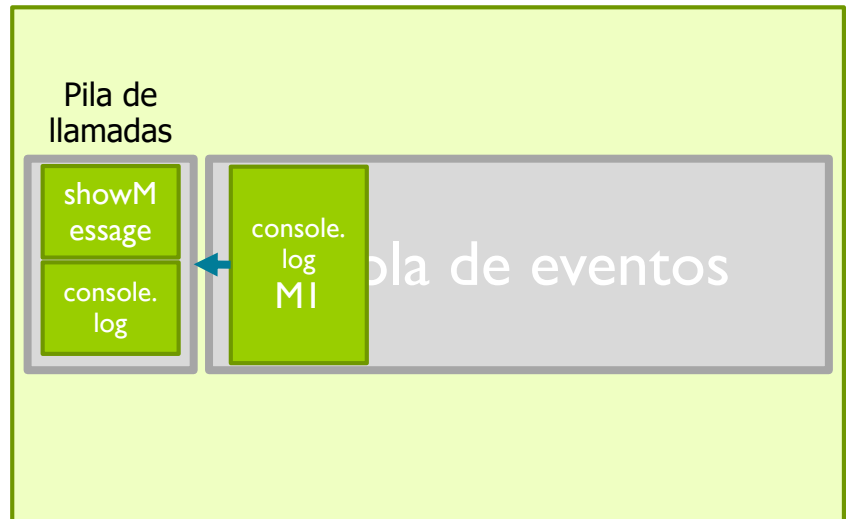 Pila de
llamadas
showM
essage
console.
log
console.
log
M1
ola de eventos